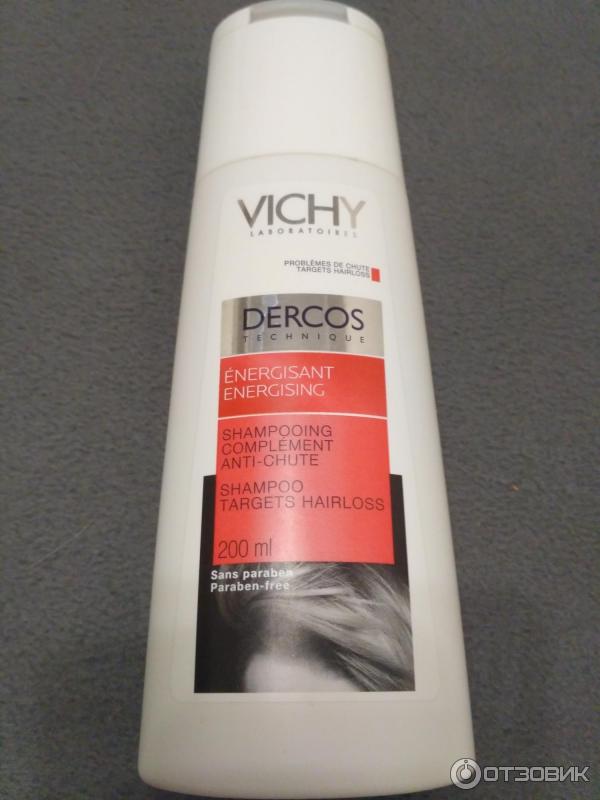 VICHY
LABORATOIRES
PROBLÈMES DE CHUTE
TARGETS HAIRLOSS
DERCOS
TECHNIQUE
ÉNERGISANT
ENERGISING
SHAMPOOING
COMPLÉMENT
ANTI-CHUTE
SHAMPOO
TARGETS HAIRLOSS
200 ml
Sans paraben
Paraben-free
ОТЗОВИК